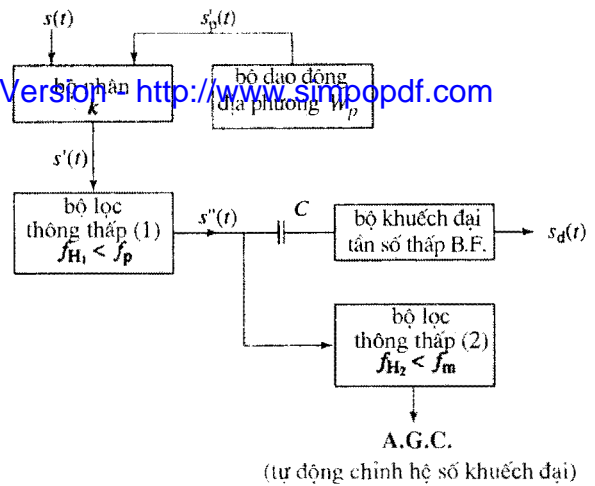 s(t)
s'p(t)
bộ nhân
k
bộ dao động
địa phương Wp
Version - http://www.simpopdf.com
s'(t)
bộ lọc
thông thấp (1)
fH1 < fp
s''(t)
C
bộ khuếch đại
tần số thấp B.F.
sd(t)
bộ lọc
thông thấp (2)
fH2 < fm
A.G.C.
(tự động chỉnh hệ số khuếch đại)